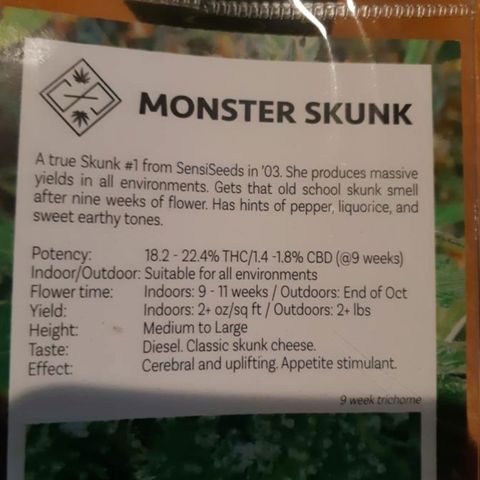 MONSTER SKUNK
A true Skunk #1 from SensiSeeds in '03. She produces massive
yields in all environments. Gets that old school skunk smell
after nine weeks of flower. Has hints of pepper, liquorice, and
sweet earthy tones.
Potency: 18.2 - 22.4% THC/1.4 -1.8% CBD (@9 weeks)
Indoor/Outdoor: Suitable for all environments
Flower time: Indoors: 9 - 11 weeks / Outdoors: End of Oct
Yield: Indoors: 2+ oz/sq ft / Outdoors: 2+ lbs
Height: Medium to Large
Taste: Diesel. Classic skunk cheese.
Effect: Cerebral and uplifting. Appetite stimulant.
9 week trichome